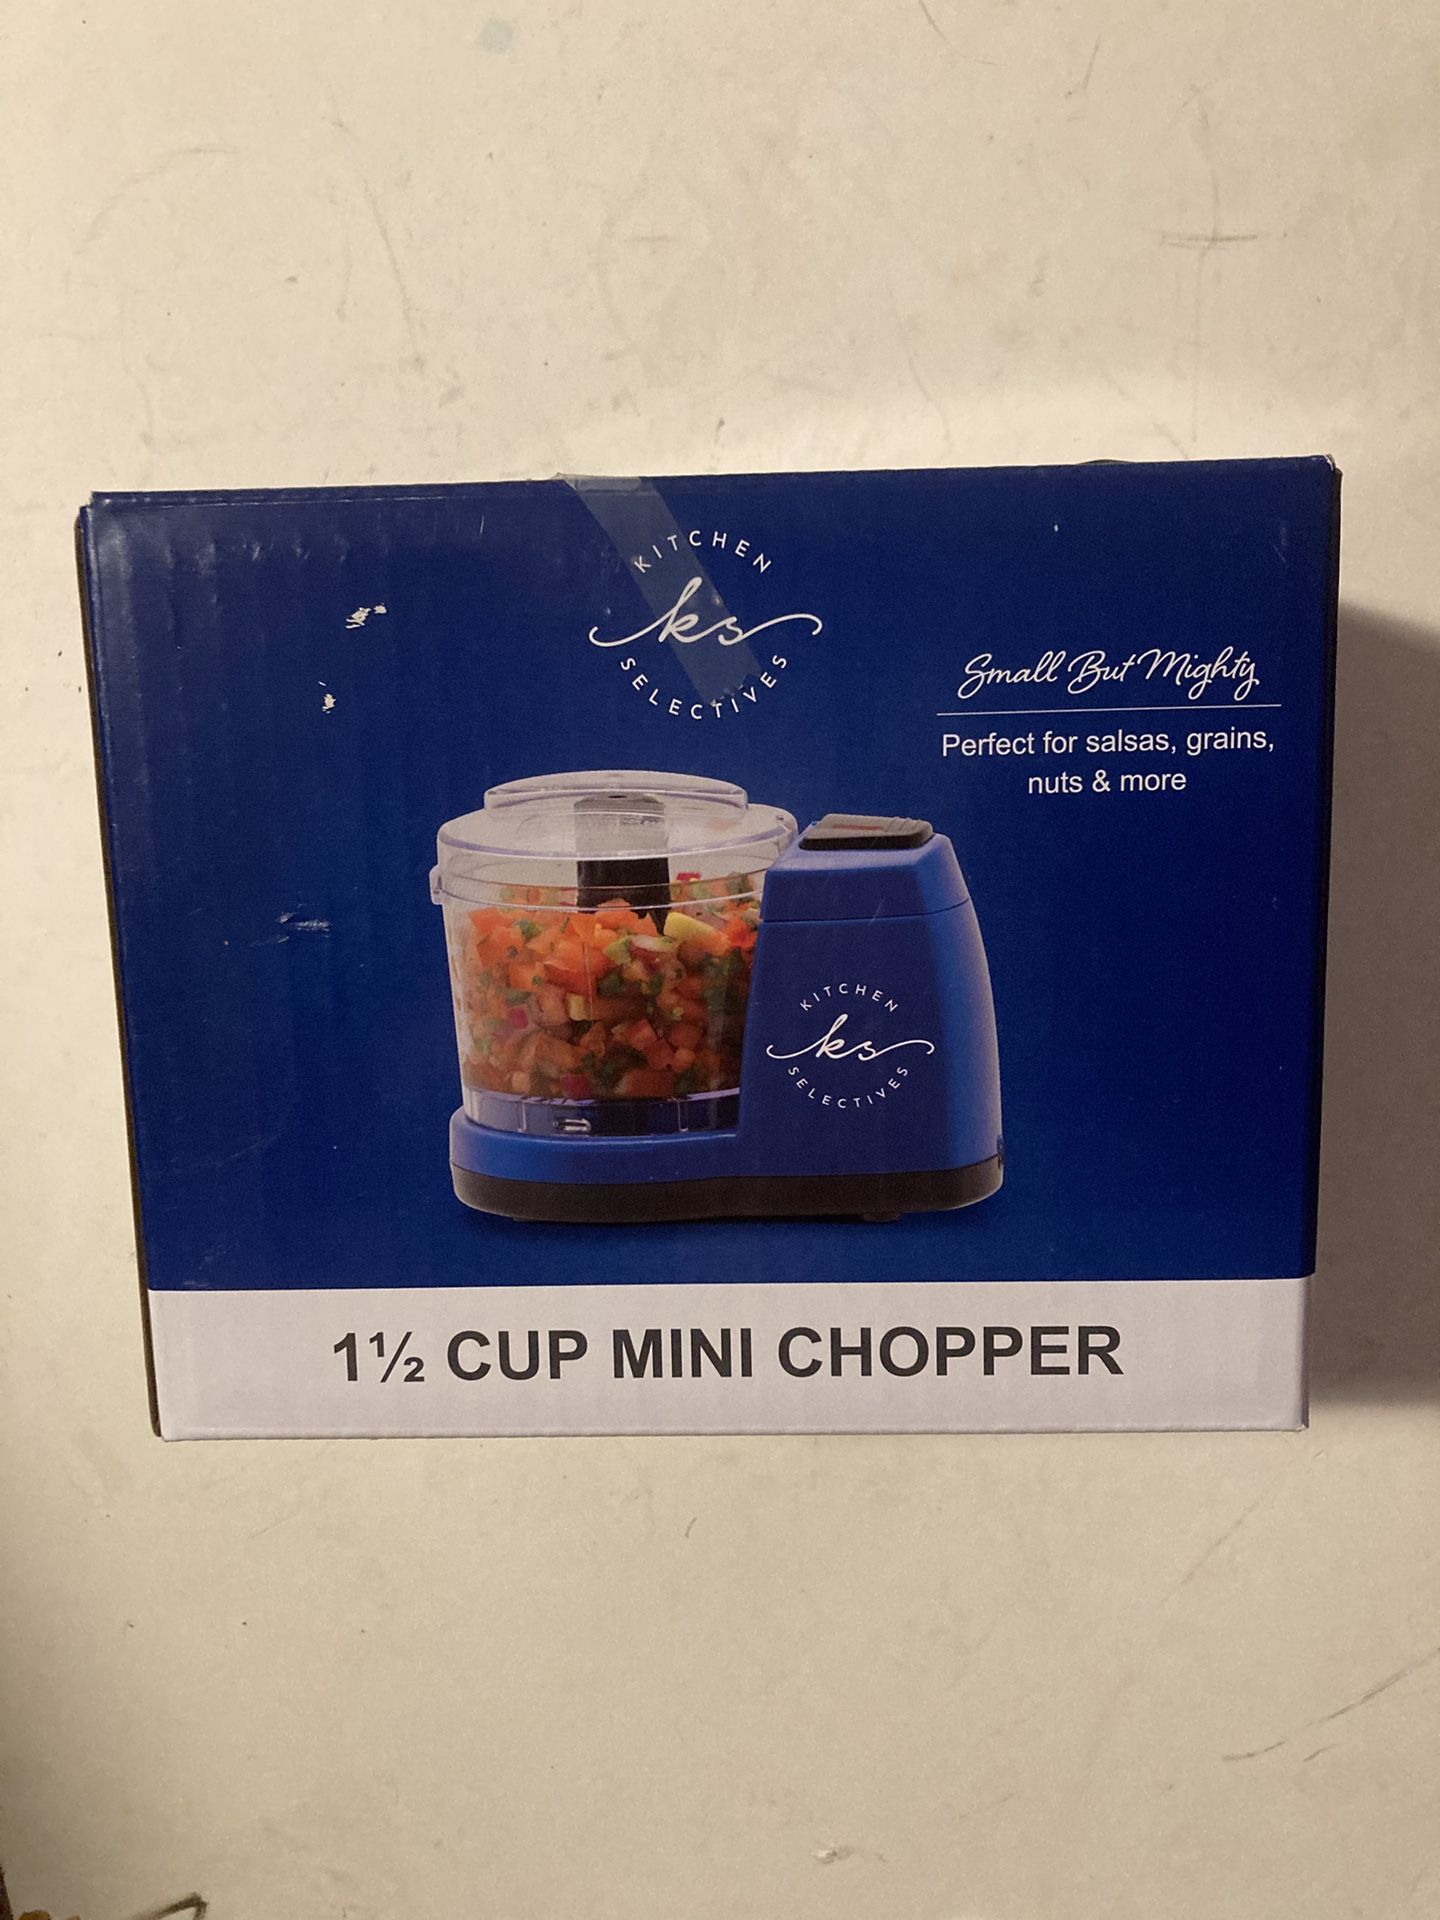 KITCHEN
ks
SELECTIVES
Small But Mighty
Perfect for salsas, grains,
nuts & more
KITCHEN
ks
SELECTIVES
1½ CUP MINI CHOPPER